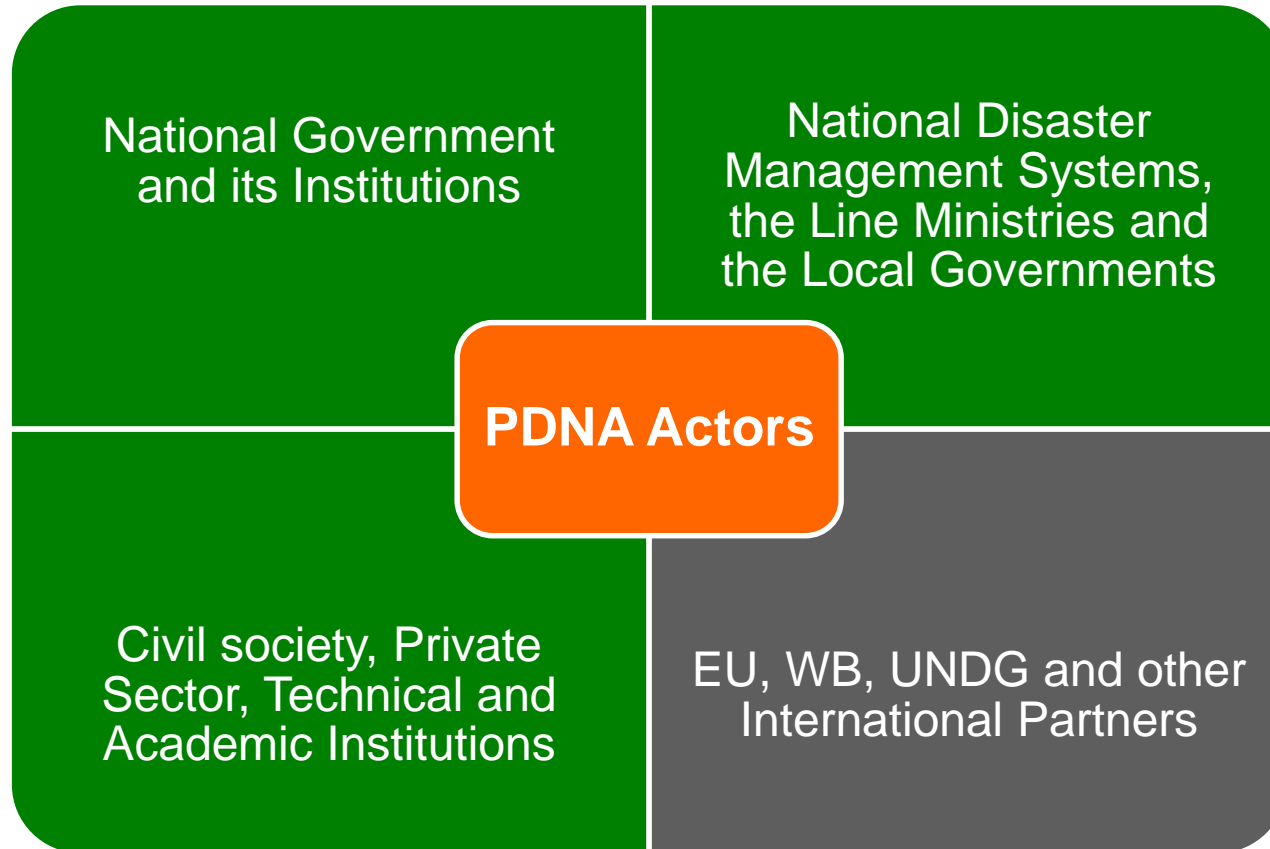 National Government
and its Institutions
National Disaster
Management Systems,
the Line Ministries and
the Local Governments
PDNA Actors
Civil society, Private
Sector, Technical and
Academic Institutions
EU, WB, UNDG and other
International Partners